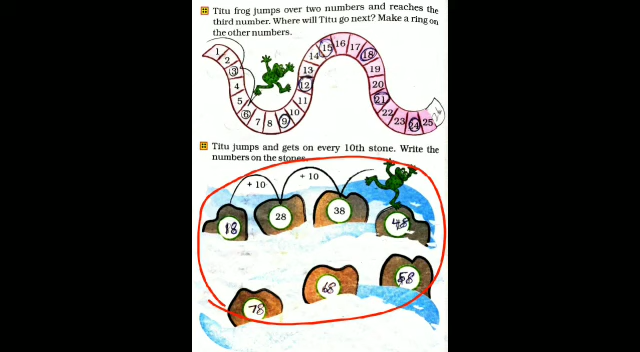 Titu frog jumps over two numbers and reaches the
third number. Where will Titu go next? Make a ring on
the other numbers.
1 2 3 4 5 6 7 8 9 10 11 12 13 14 15 16 17 18 19 20 21 22 23 24 25
Titu jumps and gets on every 10th stone. Write the
numbers on the stones.
+ 10 + 10
18 28 38 48
78 68 58